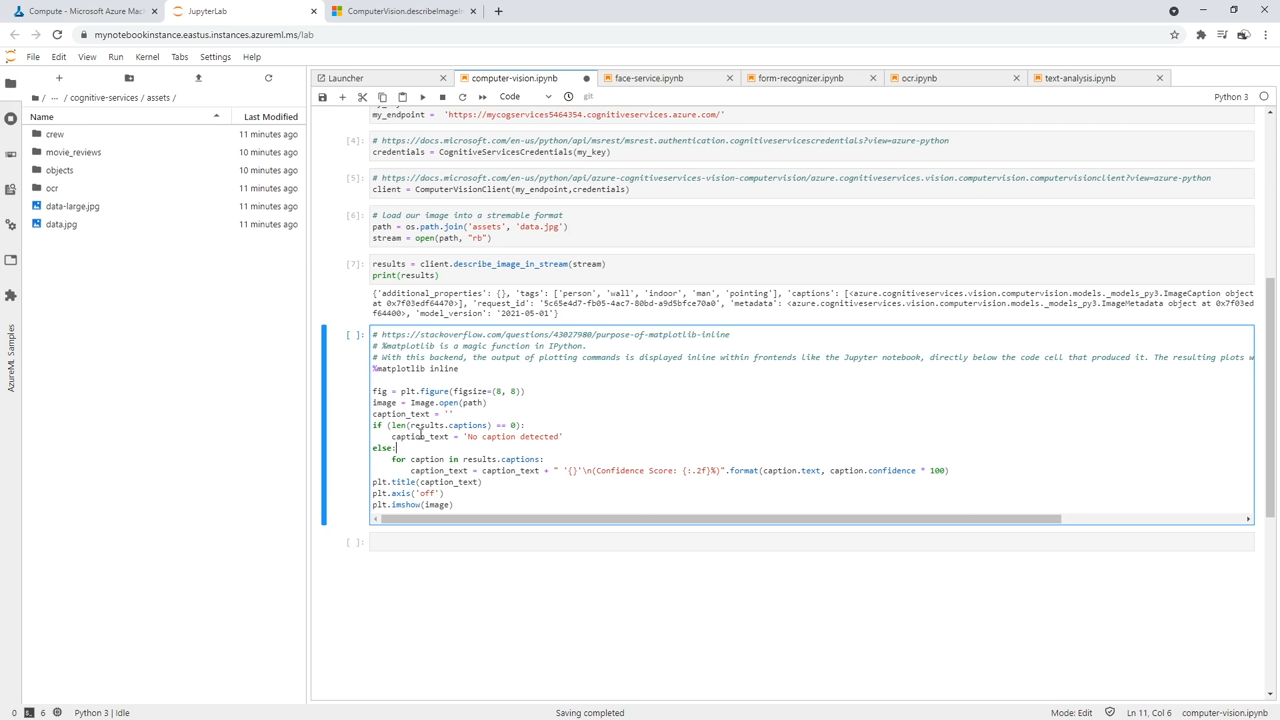 Compute - Microsoft Azure Mac
JupyterLab
ComputerVision.describeImageI
mynotebookinstance.eastus.instances.azureml.ms/lab
File Edit View Run Kernel Tabs Settings Help
Launcher
computer-vision.ipynb
face-service.ipynb
form-recognizer.ipynb
ocr.ipynb
text-analysis.ipynb
/ ... / cognitive-services / assets /
Code
git
Python 3
Name
Last Modified
crew 11 minutes ago
movie_reviews 10 minutes ago
objects 10 minutes ago
ocr 11 minutes ago
data-large.jpg 11 minutes ago
data.jpg 11 minutes ago
AzureML Samples
my_endpoint = 'https://mycogservices5464354.cognitiveservices.azure.com/'
[4]: # https://docs.microsoft.com/en-us/python/api/msrest/msrest.authentication.cognitiveservicescredentials?view=azure-python
credentials = CognitiveServicesCredentials(my_key)
[5]: # https://docs.microsoft.com/en-us/python/api/azure-cognitiveservices-vision-computervision/azure.cognitiveservices.vision.computervision.computervisionclient?view=azure-python
client = ComputerVisionClient(my_endpoint,credentials)
[6]: # load our image into a stremable format
path = os.path.join('assets', 'data.jpg')
stream = open(path, "rb")
[7]: results = client.describe_image_in_stream(stream)
print(results)
{'additional_properties': {}, 'tags': ['person', 'wall', 'indoor', 'man', 'pointing'], 'captions': [<azure.cognitiveservices.vision.computervision.models._models_py3.ImageCaption object
at 0x7f03edf64470>], 'request_id': '5c65e4d7-fb05-4ac7-80bd-a9d5bfce70a0', 'metadata': <azure.cognitiveservices.vision.computervision.models._models_py3.ImageMetadata object at 0x7f03ed
f64400>, 'model_version': '2021-05-01'}
[ ]: # https://stackoverflow.com/questions/43027980/purpose-of-matplotlib-inline
# %matplotlib is a magic function in IPython.
# With this backend, the output of plotting commands is displayed inline within frontends like the Jupyter notebook, directly below the code cell that produced it. The resulting plots w
%matplotlib inline
fig = plt.figure(figsize=(8, 8))
image = Image.open(path)
caption_text = ''
if (len(results.captions) == 0):
caption_text = 'No caption detected'
else:
for caption in results.captions:
caption_text = caption_text + " '{}'\n(Confidence Score: {:.2f}%)".format(caption.text, caption.confidence * 100)
plt.title(caption_text)
plt.axis('off')
plt.imshow(image)
[ ]:
0 6 Python 3 | Idle
Saving completed
Mode: Edit
Ln 11, Col 6
computer-vision.ipynb